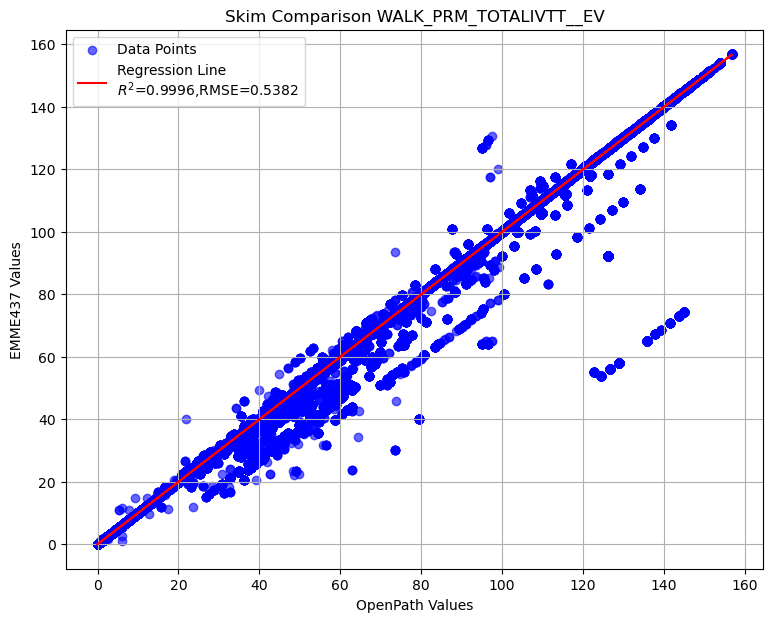 Skim Comparison WALK_PRM_TOTALIVTT__EV
Data Points
Regression Line
R²=0.9996,RMSE=0.5382
160
140
120
100
80
60
40
20
0
EMME437 Values
0 20 40 60 80 100 120 140 160
OpenPath Values